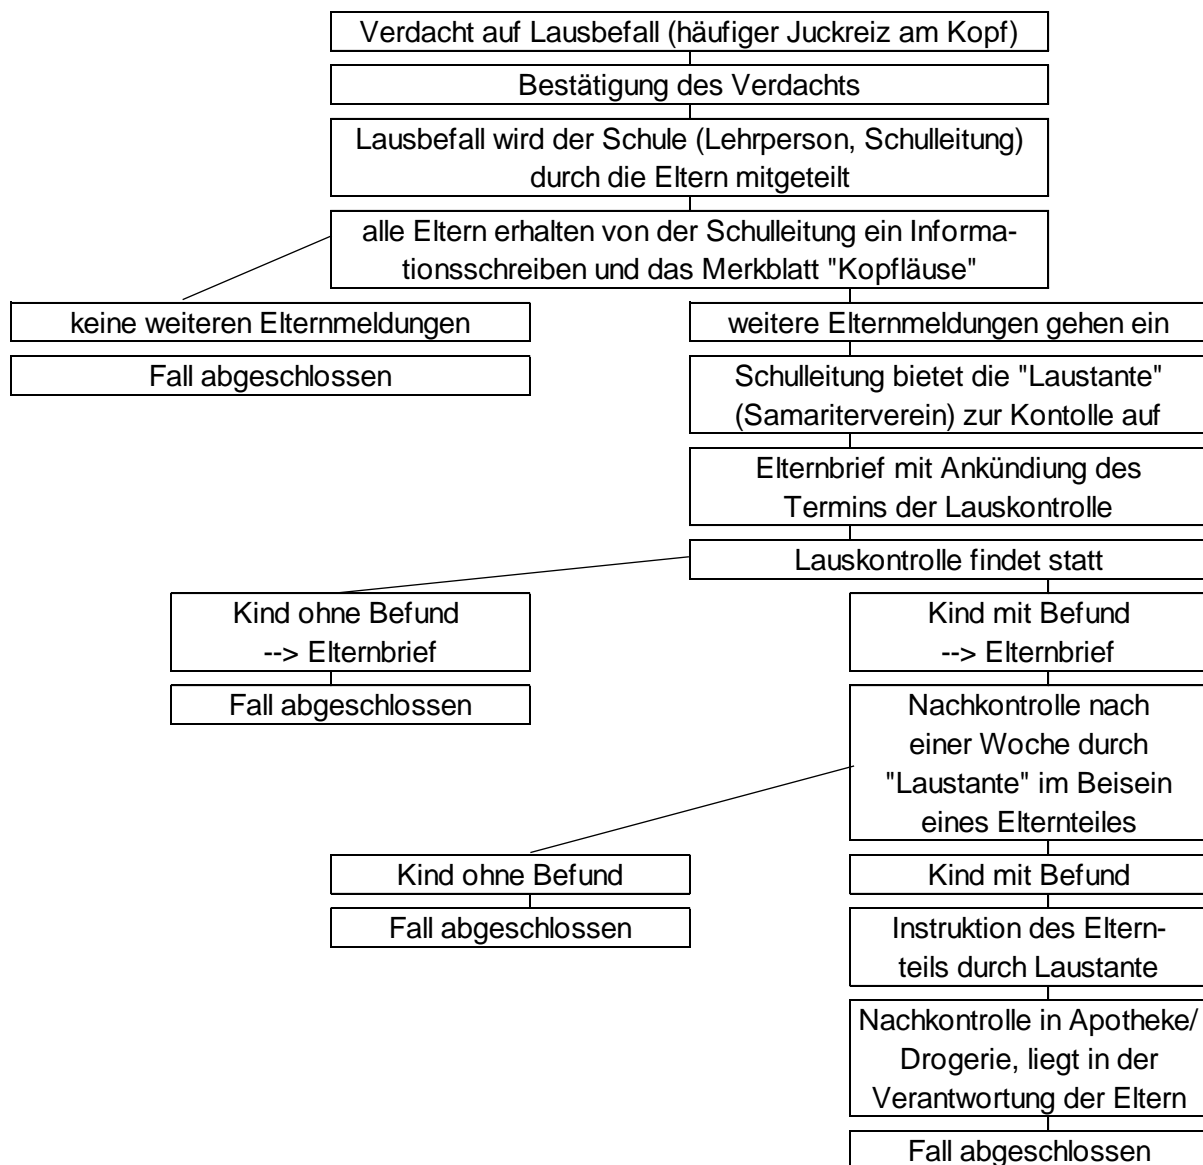 Verdacht auf Lausbefall (häufiger Juckreiz am Kopf)
Bestätigung des Verdachts
Lausbefall wird der Schule (Lehrperson, Schulleitung)
durch die Eltern mitgeteilt
alle Eltern erhalten von der Schulleitung ein Informa-
tionsschreiben und das Merkblatt "Kopfläuse"
keine weiteren Elternmeldungen
Fall abgeschlossen
weitere Elternmeldungen gehen ein
Schulleitung bietet die "Laustante"
(Samariterverein) zur Kontolle auf
Elternbrief mit Ankündiung des
Termins der Lauskontrolle
Lauskontrolle findet statt
Kind ohne Befund
--> Elternbrief
Fall abgeschlossen
Kind mit Befund
--> Elternbrief
Nachkontrolle nach
einer Woche durch
"Laustante" im Beisein
eines Elternteiles
Kind ohne Befund
Fall abgeschlossen
Kind mit Befund
Instruktion des Eltern-
teils durch Laustante
Nachkontrolle in Apotheke/
Drogerie, liegt in der
Verantwortung der Eltern
Fall abgeschlossen